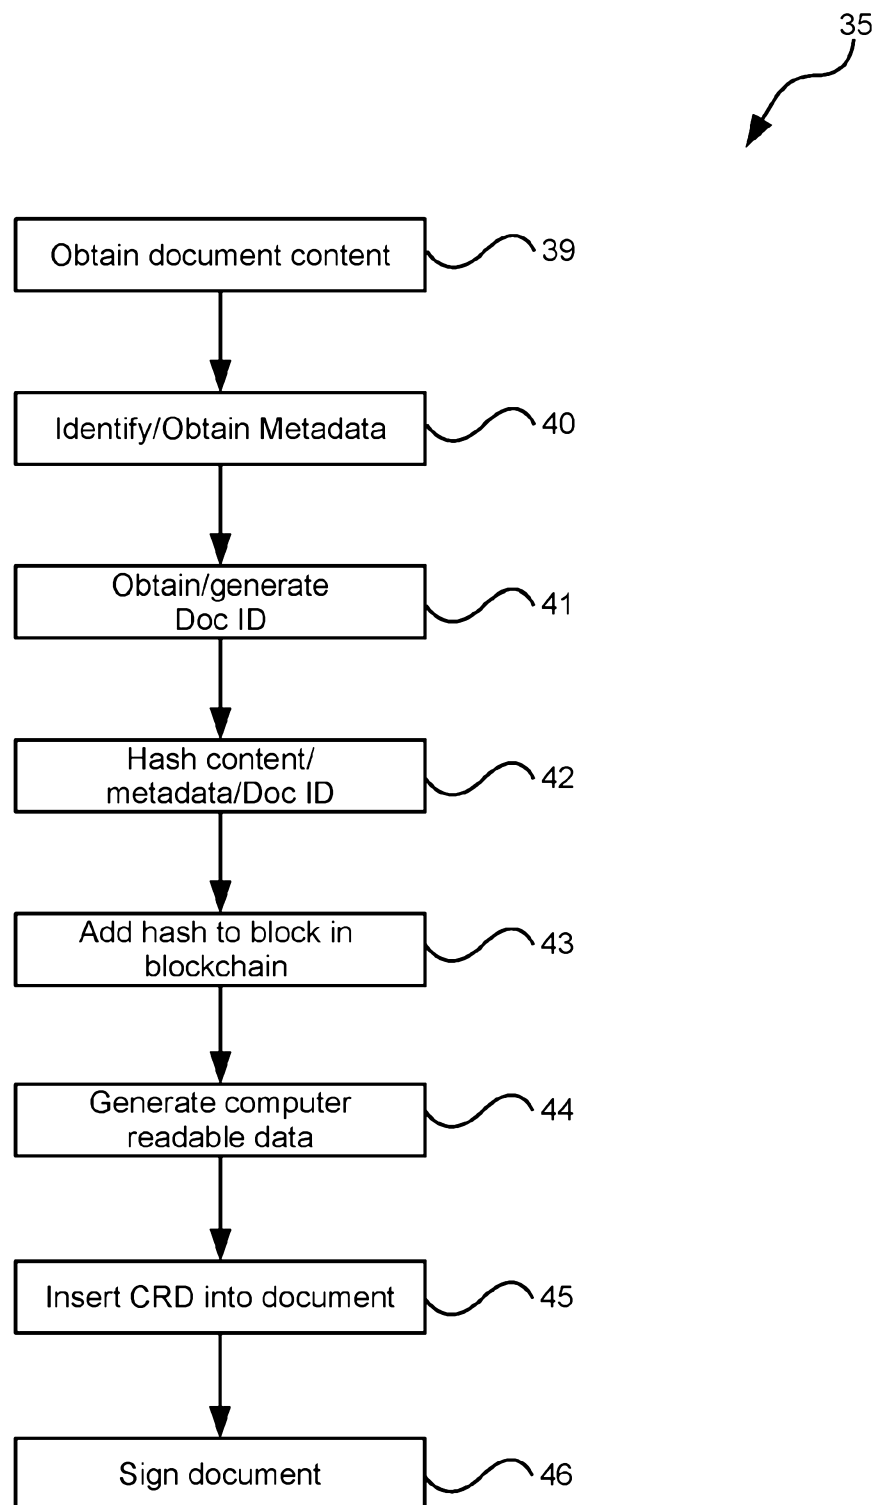 35
Obtain document content
39
Identify/Obtain Metadata
40
Obtain/generate
Doc ID
41
Hash content/
metadata/Doc ID
42
Add hash to block in
blockchain
43
Generate computer
readable data
44
Insert CRD into document
45
Sign document
46